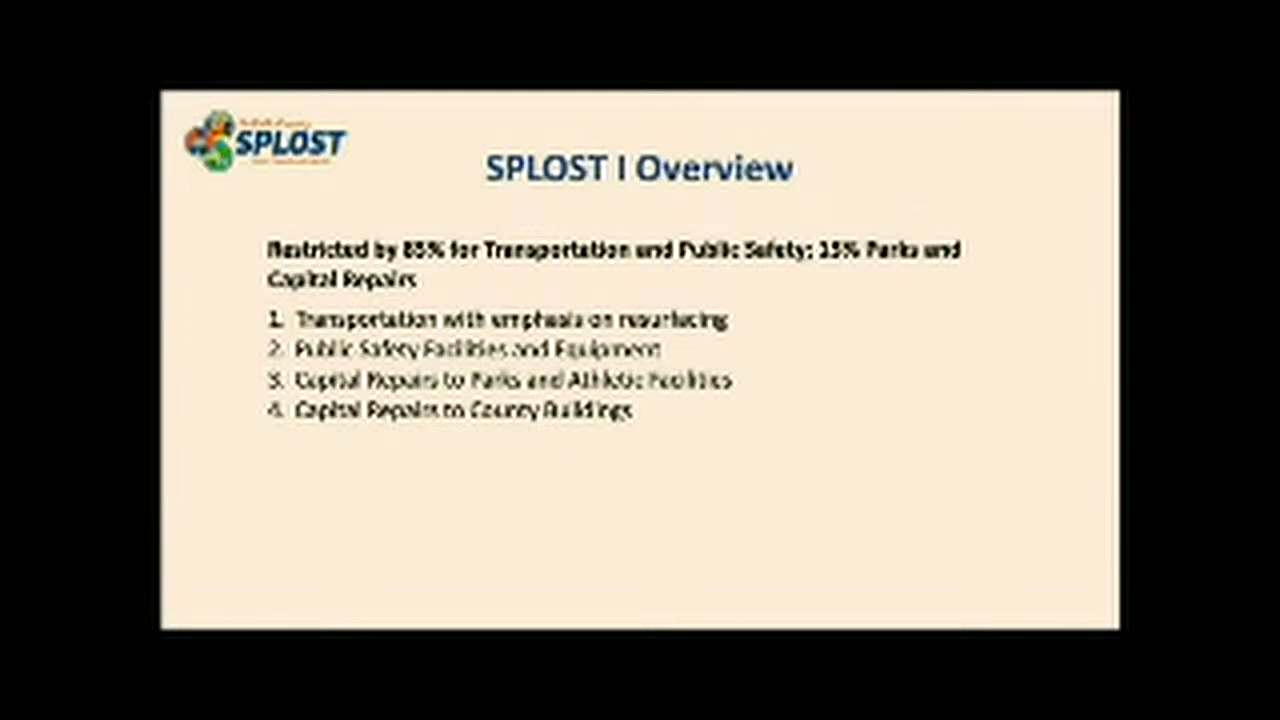 SPLOST
SPLOST I Overview
Restricted by 85% for Transportation and Public Safety; 15% Parks and
Capital Repairs
1. Transportation with emphasis on resurfacing
2. Public Safety Facilities and Equipment
3. Capital Repairs to Parks and Athletic Facilities
4. Capital Repairs to County Buildings